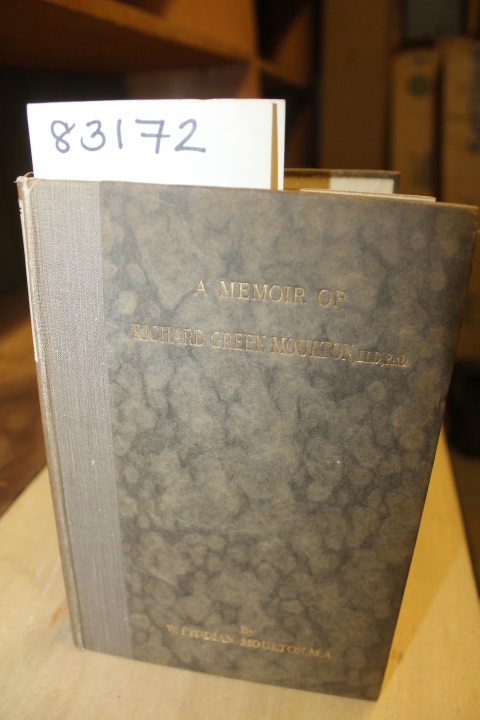 83172
A MEMOIR OF
RICHARD GREEN MOULTON, LL.D, PH.D.
By
W. FIDDIAN MOULTON, M.A.